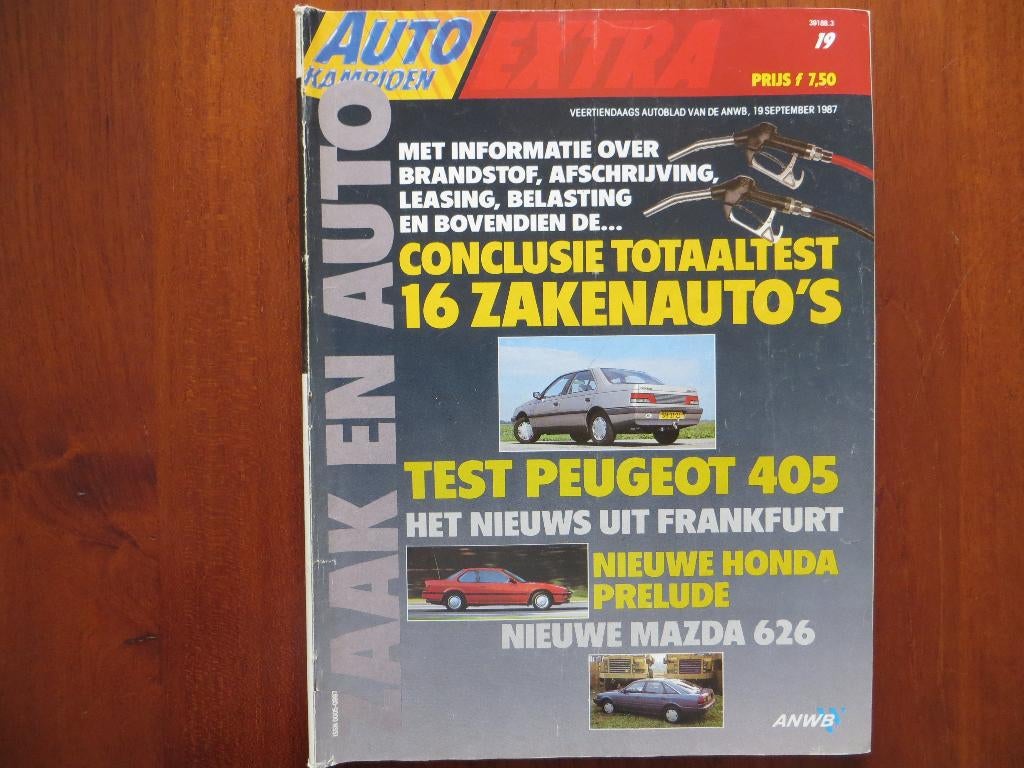 AUTO
KAMPIOEN
EXTRA
39188.3
19
PRIJS ƒ 7,50
VEERTIENDAAGS AUTOBLAD VAN DE ANWB, 19 SEPTEMBER 1987
ZAAK EN AUTO
MET INFORMATIE OVER
BRANDSTOF, AFSCHRIJVING,
LEASING, BELASTING
EN BOVENDIEN DE...
CONCLUSIE TOTAALTEST
16 ZAKENAUTO'S
TEST PEUGEOT 405
HET NIEUWS UIT FRANKFURT
NIEUWE HONDA
PRELUDE
NIEUWE MAZDA 626
ANWB